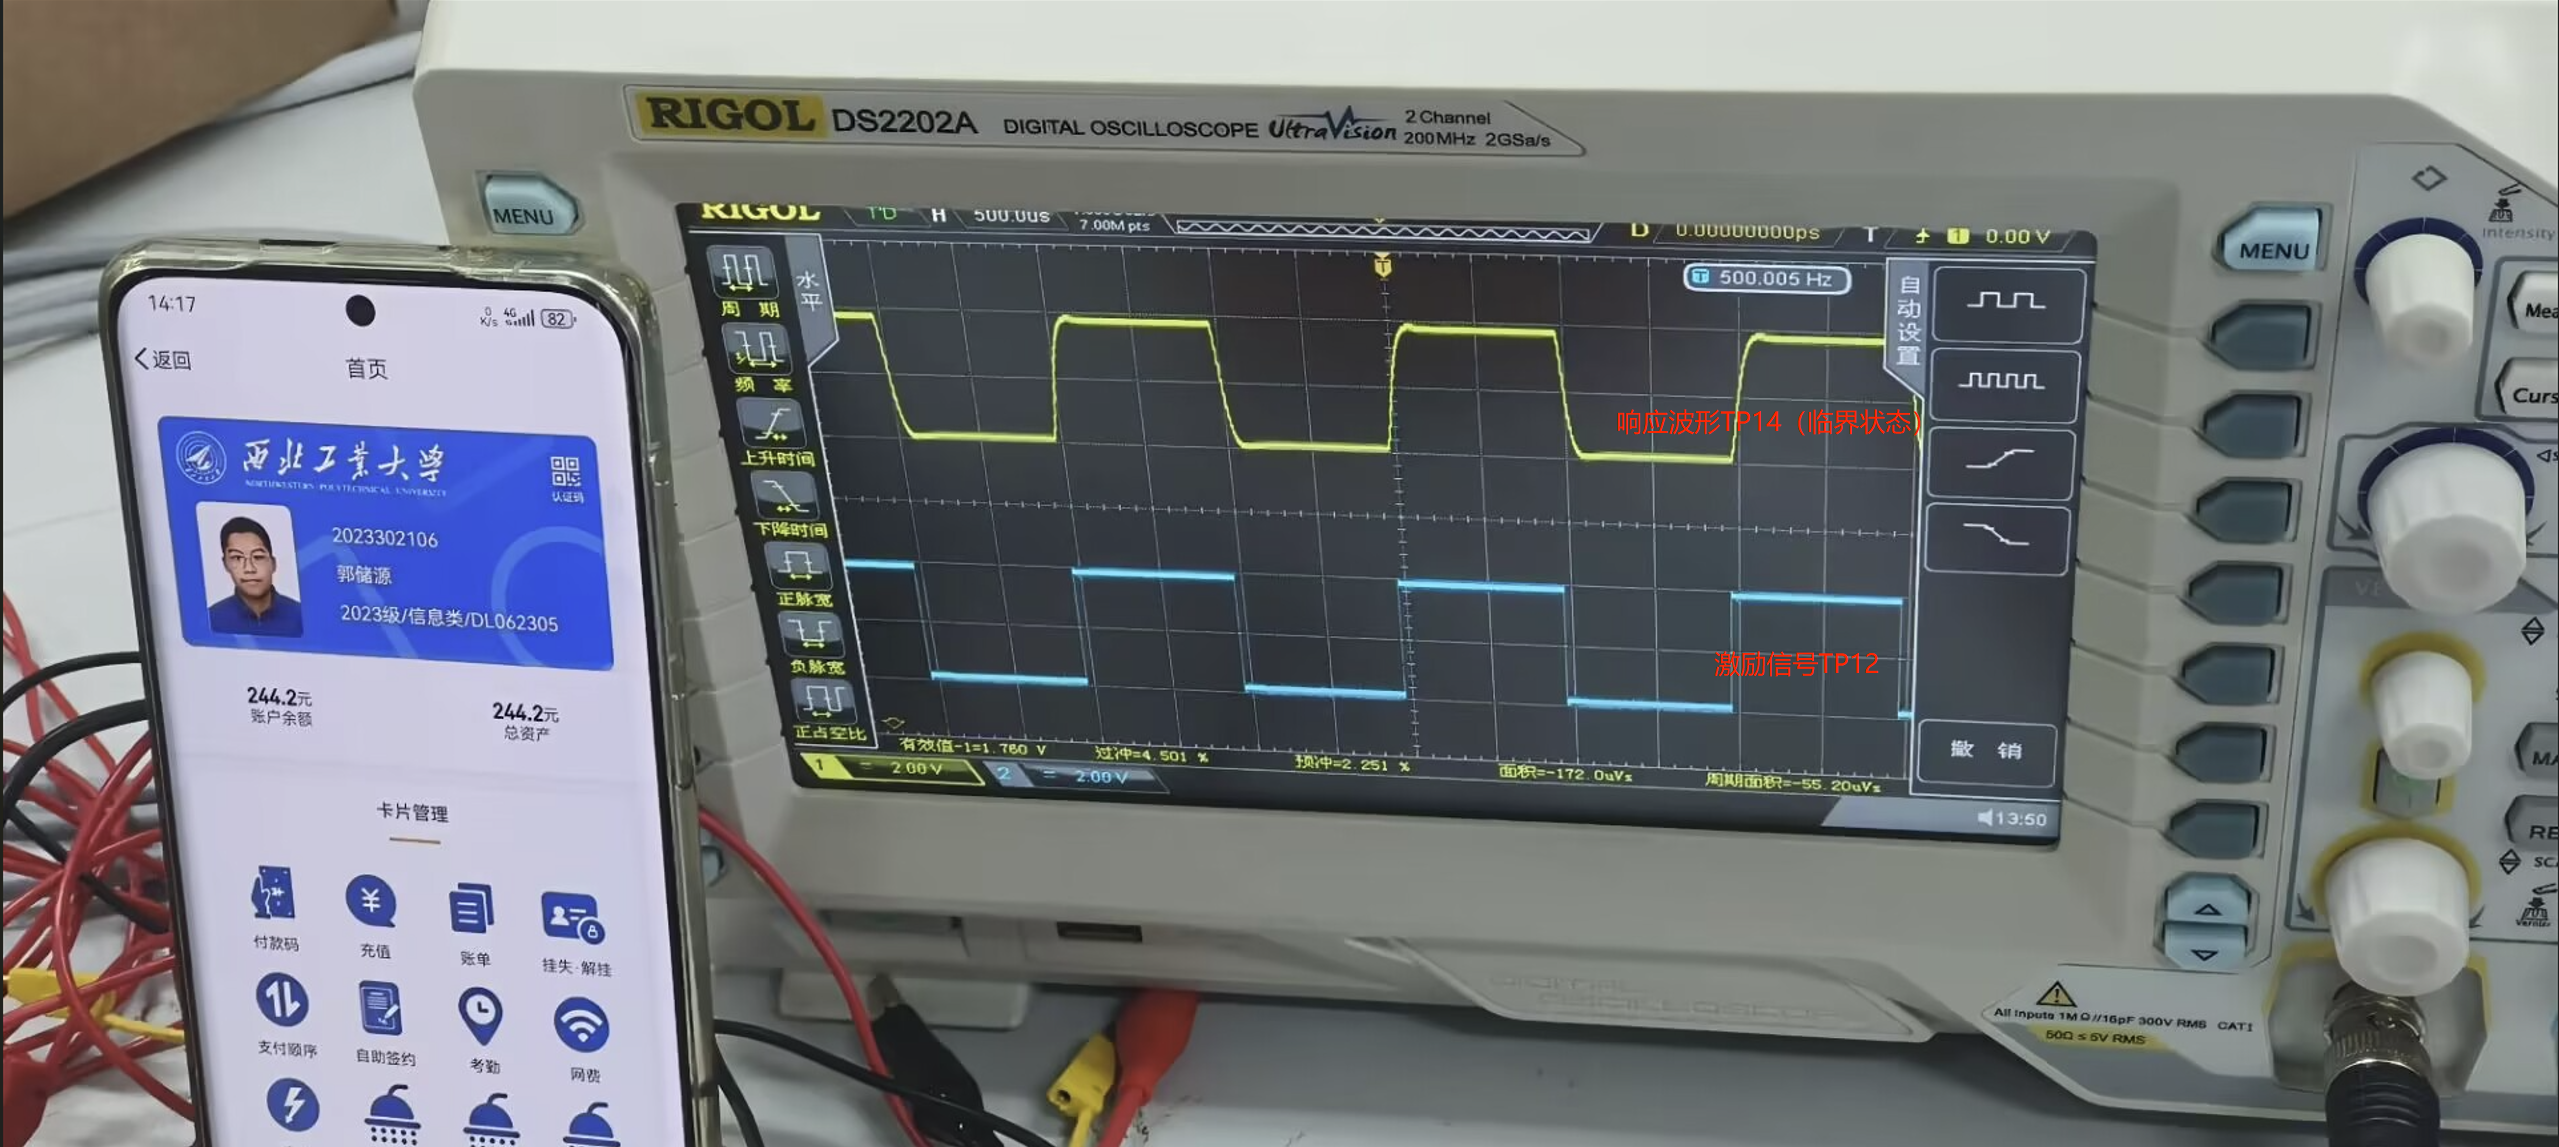 RIGOL DS2202A DIGITAL OSCILLOSCOPE UltraVision 2 Channel
200MHz 2GSa/s
MENU
RIGOL T'D H 500.0us 7.00M pts D 0.00000000ps T 1 0.00 V
500.005 Hz
水平
周 期
频 率
上升时间
下降时间
正脉宽
负脉宽
正占空比
自动设置
撤 销
响应波形TP14（临界状态）
激励信号TP12
有效值-1=1.760 V 过冲=4.501 % 预冲=2.251 % 面积=-172.0uVs 周期面积=-55.20uVs
1 = 2.00V 2 = 2.00V
13:50
MENU
Intensity
Mea
Curs
MA
RE
SCA
All Inputs 1MΩ//16pF 300V RMS CAT I
50Ω ≤ 5V RMS
14:17
0 K/s 4G 82
返回
首页
西北工业大学
NORTHWESTERN POLYTECHNICAL UNIVERSITY
认证码
2023302106
郭储源
2023级/信息类/DL062305
244.2元 244.2元
账户余额 总资产
卡片管理
付款码 充值 账单 挂失·解挂
支付顺序 自助签约 考勤 网费